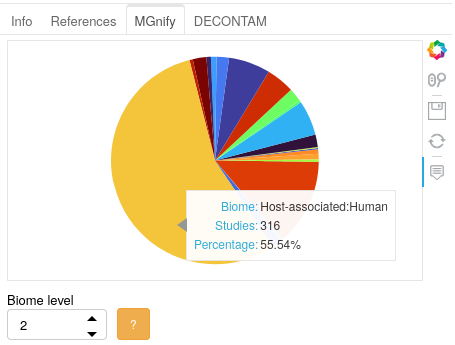 Info References MGnify DECONTAM
Biome: Host-associated:Human
Studies: 316
Percentage: 55.54%
Biome level
2 ?